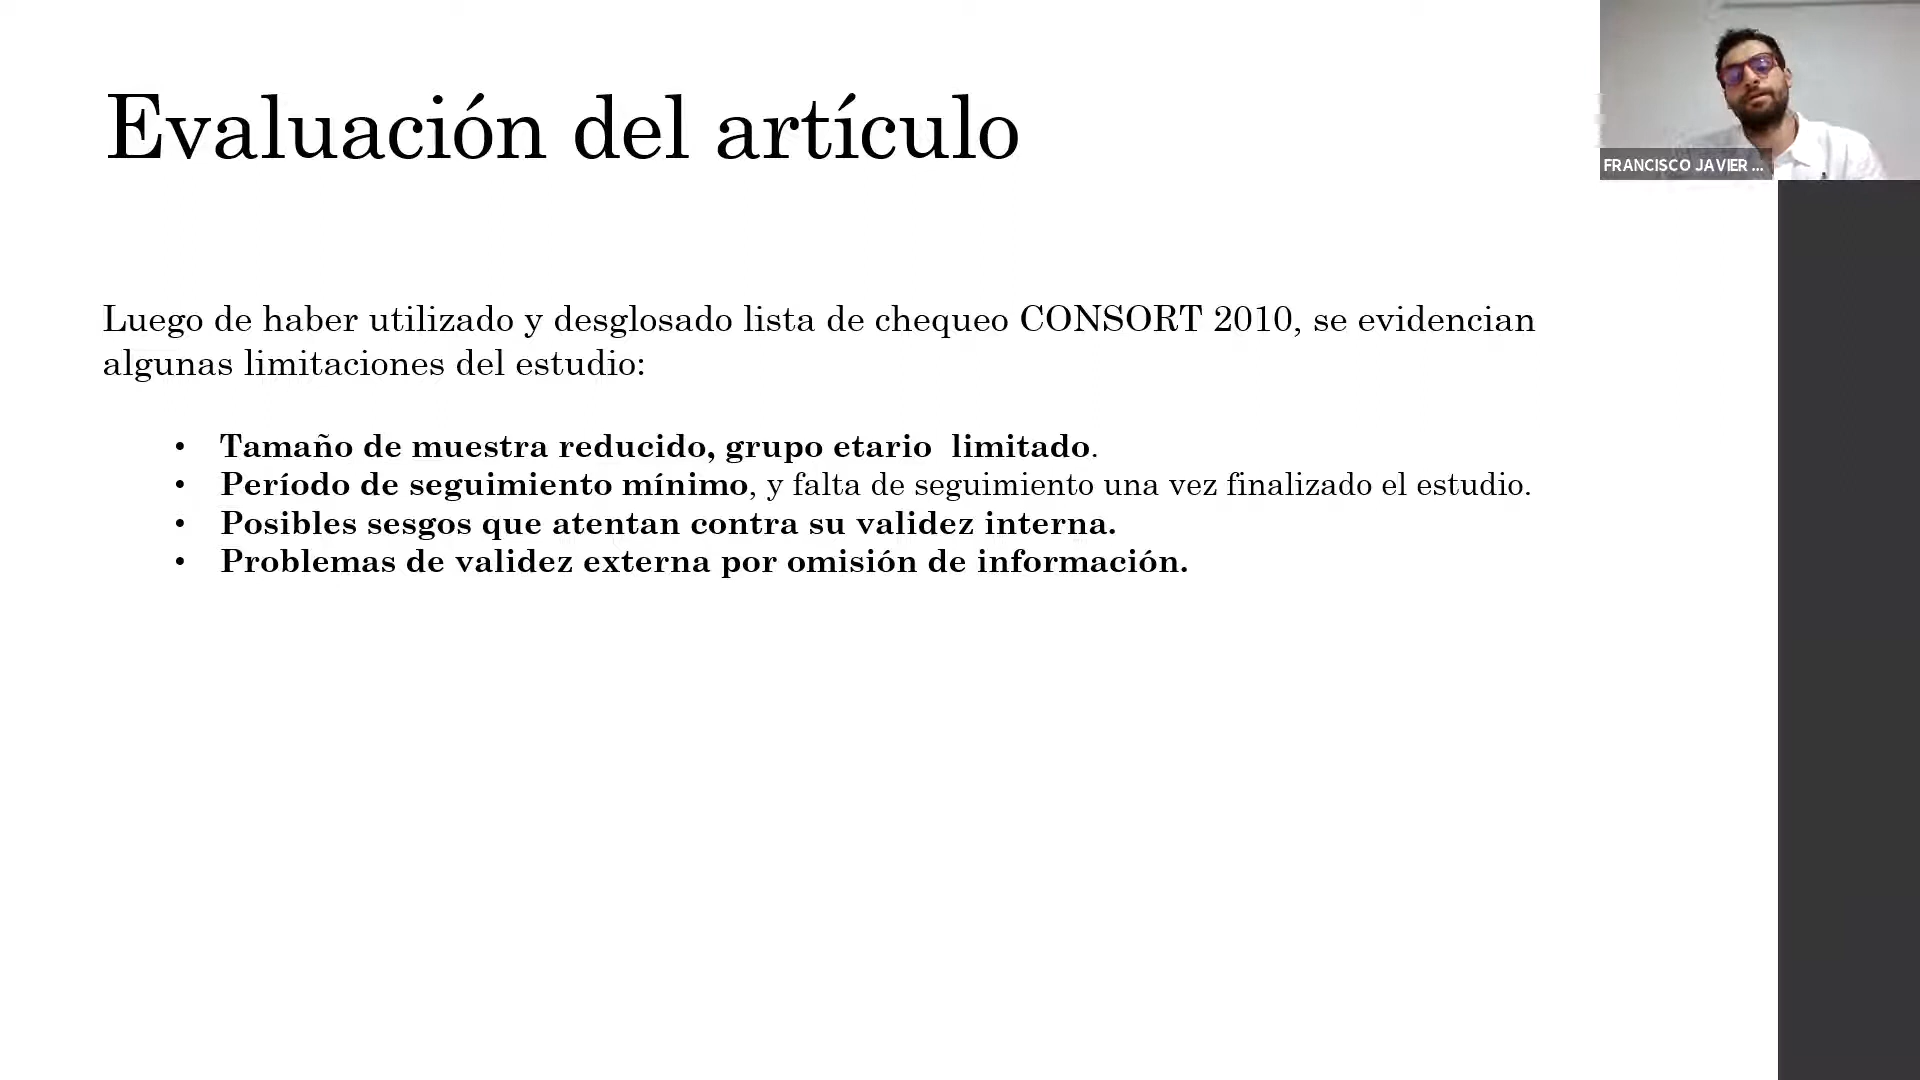 Evaluación del artículo
FRANCISCO JAVIER ...
Luego de haber utilizado y desglosado lista de chequeo CONSORT 2010, se evidencian
algunas limitaciones del estudio:
• Tamaño de muestra reducido, grupo etario  limitado.
• Período de seguimiento mínimo, y falta de seguimiento una vez finalizado el estudio.
• Posibles sesgos que atentan contra su validez interna.
• Problemas de validez externa por omisión de información.